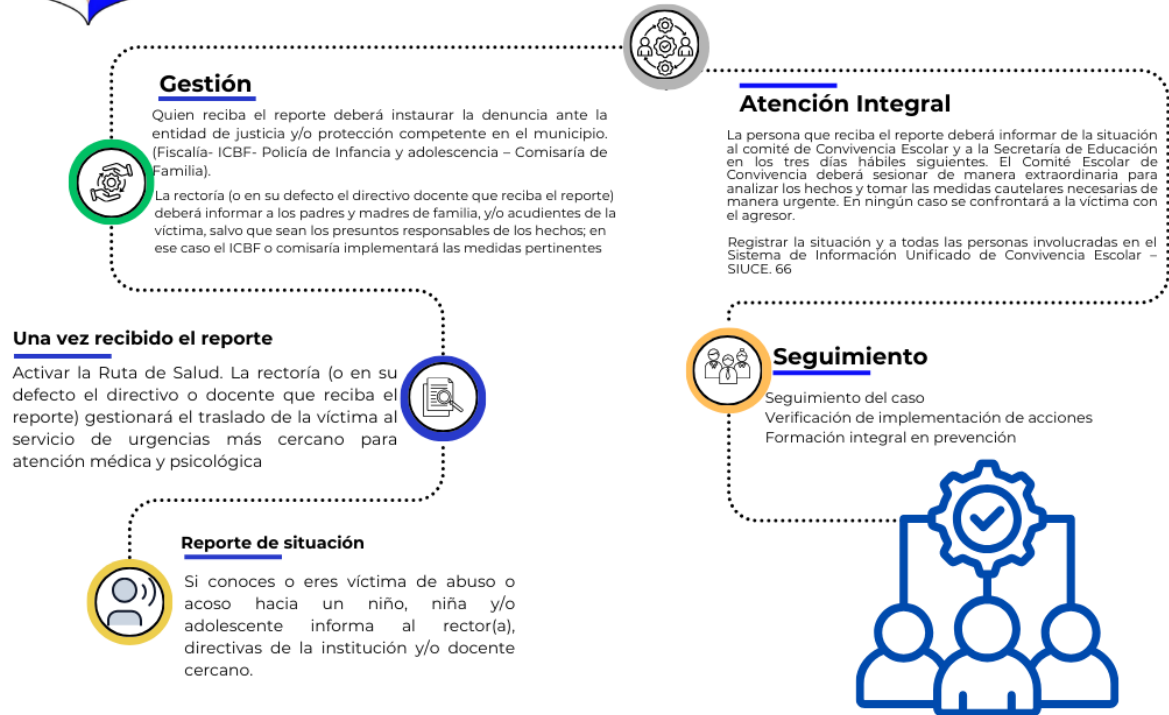 Gestión
Quien reciba el reporte deberá instaurar la denuncia ante la
entidad de justicia y/o protección competente en el municipio.
(Fiscalía- ICBF- Policía de Infancia y adolescencia – Comisaría de
Familia).
La rectoría (o en su defecto el directivo docente que reciba el reporte)
deberá informar a los padres y madres de familia, y/o acudientes de la
víctima, salvo que sean los presuntos responsables de los hechos; en
ese caso el ICBF o comisaría implementará las medidas pertinentes
Una vez recibido el reporte
Activar la Ruta de Salud. La rectoría (o en su
defecto el directivo o docente que reciba el
reporte) gestionará el traslado de la víctima al
servicio de urgencias más cercano para
atención médica y psicológica
Reporte de situación
Si conoces o eres víctima de abuso o
acoso hacia un niño, niña y/o
adolescente informa al rector(a),
directivas de la institución y/o docente
cercano.
Atención Integral
La persona que reciba el reporte deberá informar de la situación
al comité de Convivencia Escolar y a la Secretaría de Educación
en los tres días hábiles siguientes. El Comité Escolar de
Convivencia deberá sesionar de manera extraordinaria para
analizar los hechos y tomar las medidas cautelares necesarias de
manera urgente. En ningún caso se confrontará a la víctima con
el agresor.
Registrar la situación y a todas las personas involucradas en el
Sistema de Información Unificado de Convivencia Escolar –
SIUCE. 66
Seguimiento
Seguimiento del caso
Verificación de implementación de acciones
Formación integral en prevención